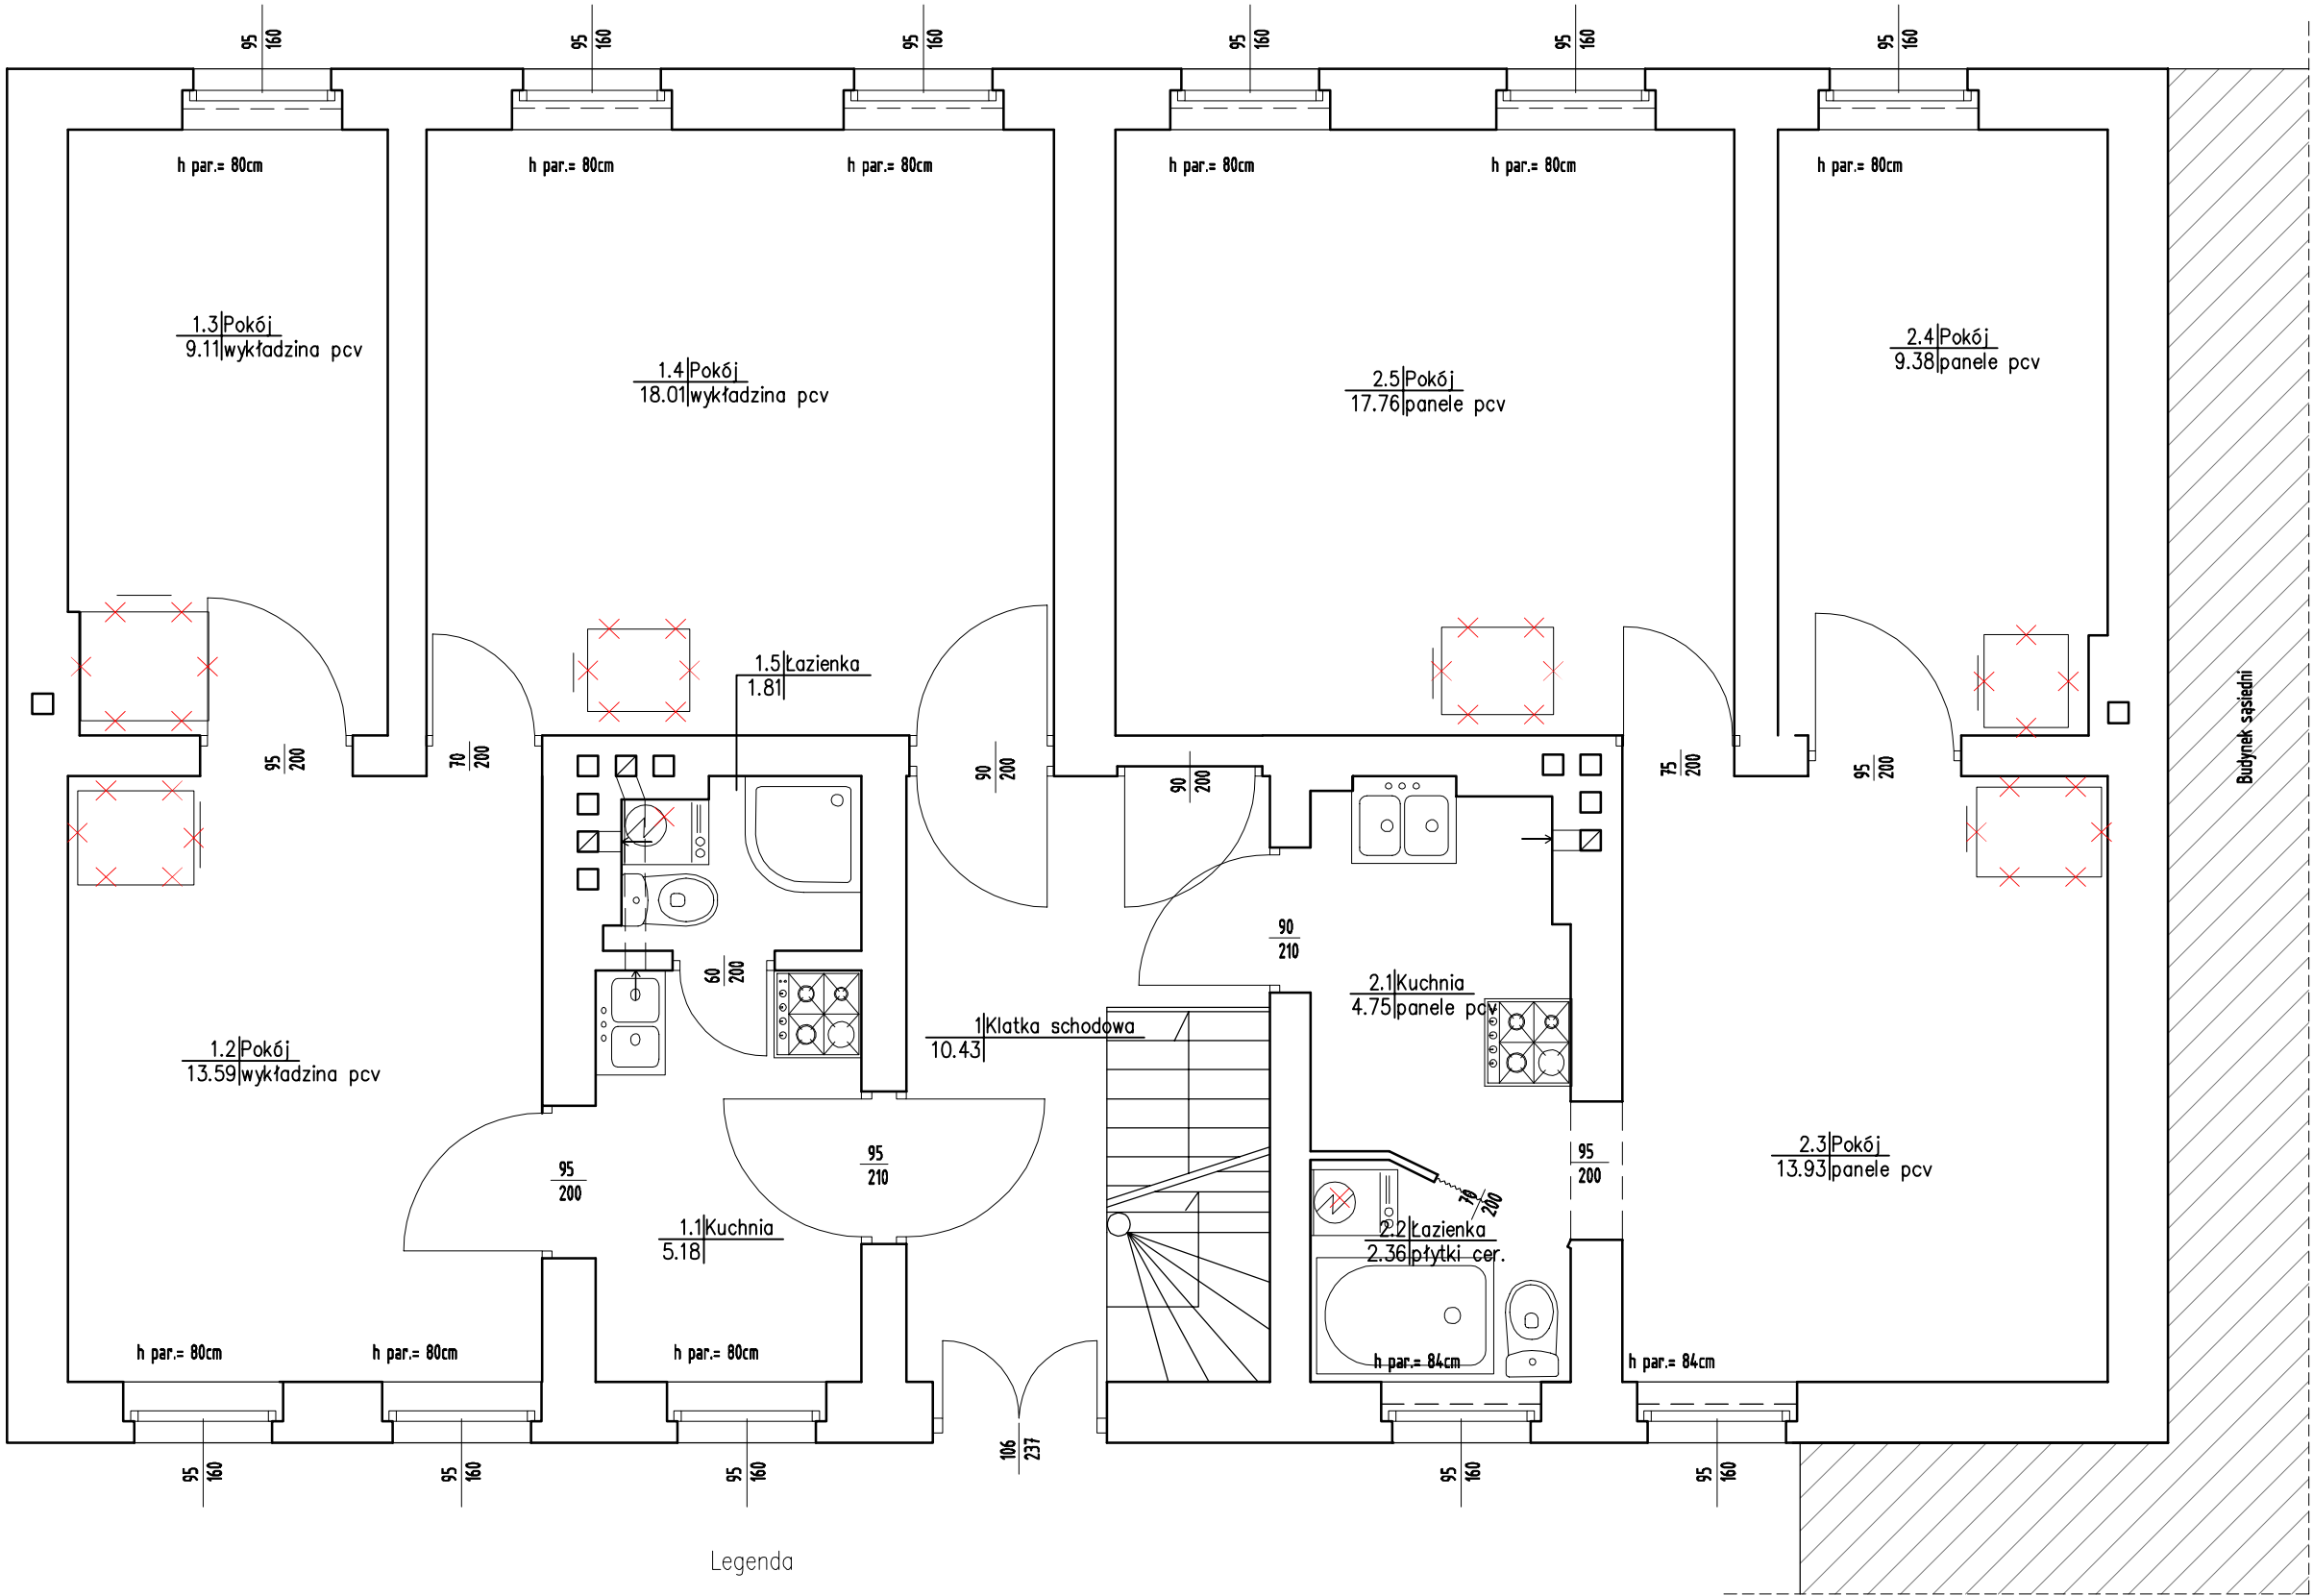 95
160
95
160
95
160
95
160
95
160
95
160
h par.= 80cm
h par.= 80cm
h par.= 80cm
h par.= 80cm
h par.= 80cm
h par.= 80cm
1.3 Pokój
9.11 wykładzina pcv
1.4 Pokój
18.01 wykładzina pcv
2.5 Pokój
17.76 panele pcv
2.4 Pokój
9.38 panele pcv
1.5 Łazienka
1.81
Budynek sąsiedni
95
200
70
200
90
200
90
200
75
200
95
200
60
200
90
210
2.1 Kuchnia
4.75 panele pcv
1 Klatka schodowa
10.43
1.2 Pokój
13.59 wykładzina pcv
95
200
95
210
95
200
2.3 Pokój
13.93 panele pcv
70
200
1.1 Kuchnia
5.18
2.2 Łazienka
2.36 płytki cer.
h par.= 80cm
h par.= 80cm
h par.= 80cm
h par.= 84cm
h par.= 84cm
95
160
95
160
95
160
106
237
95
160
95
160
Legenda